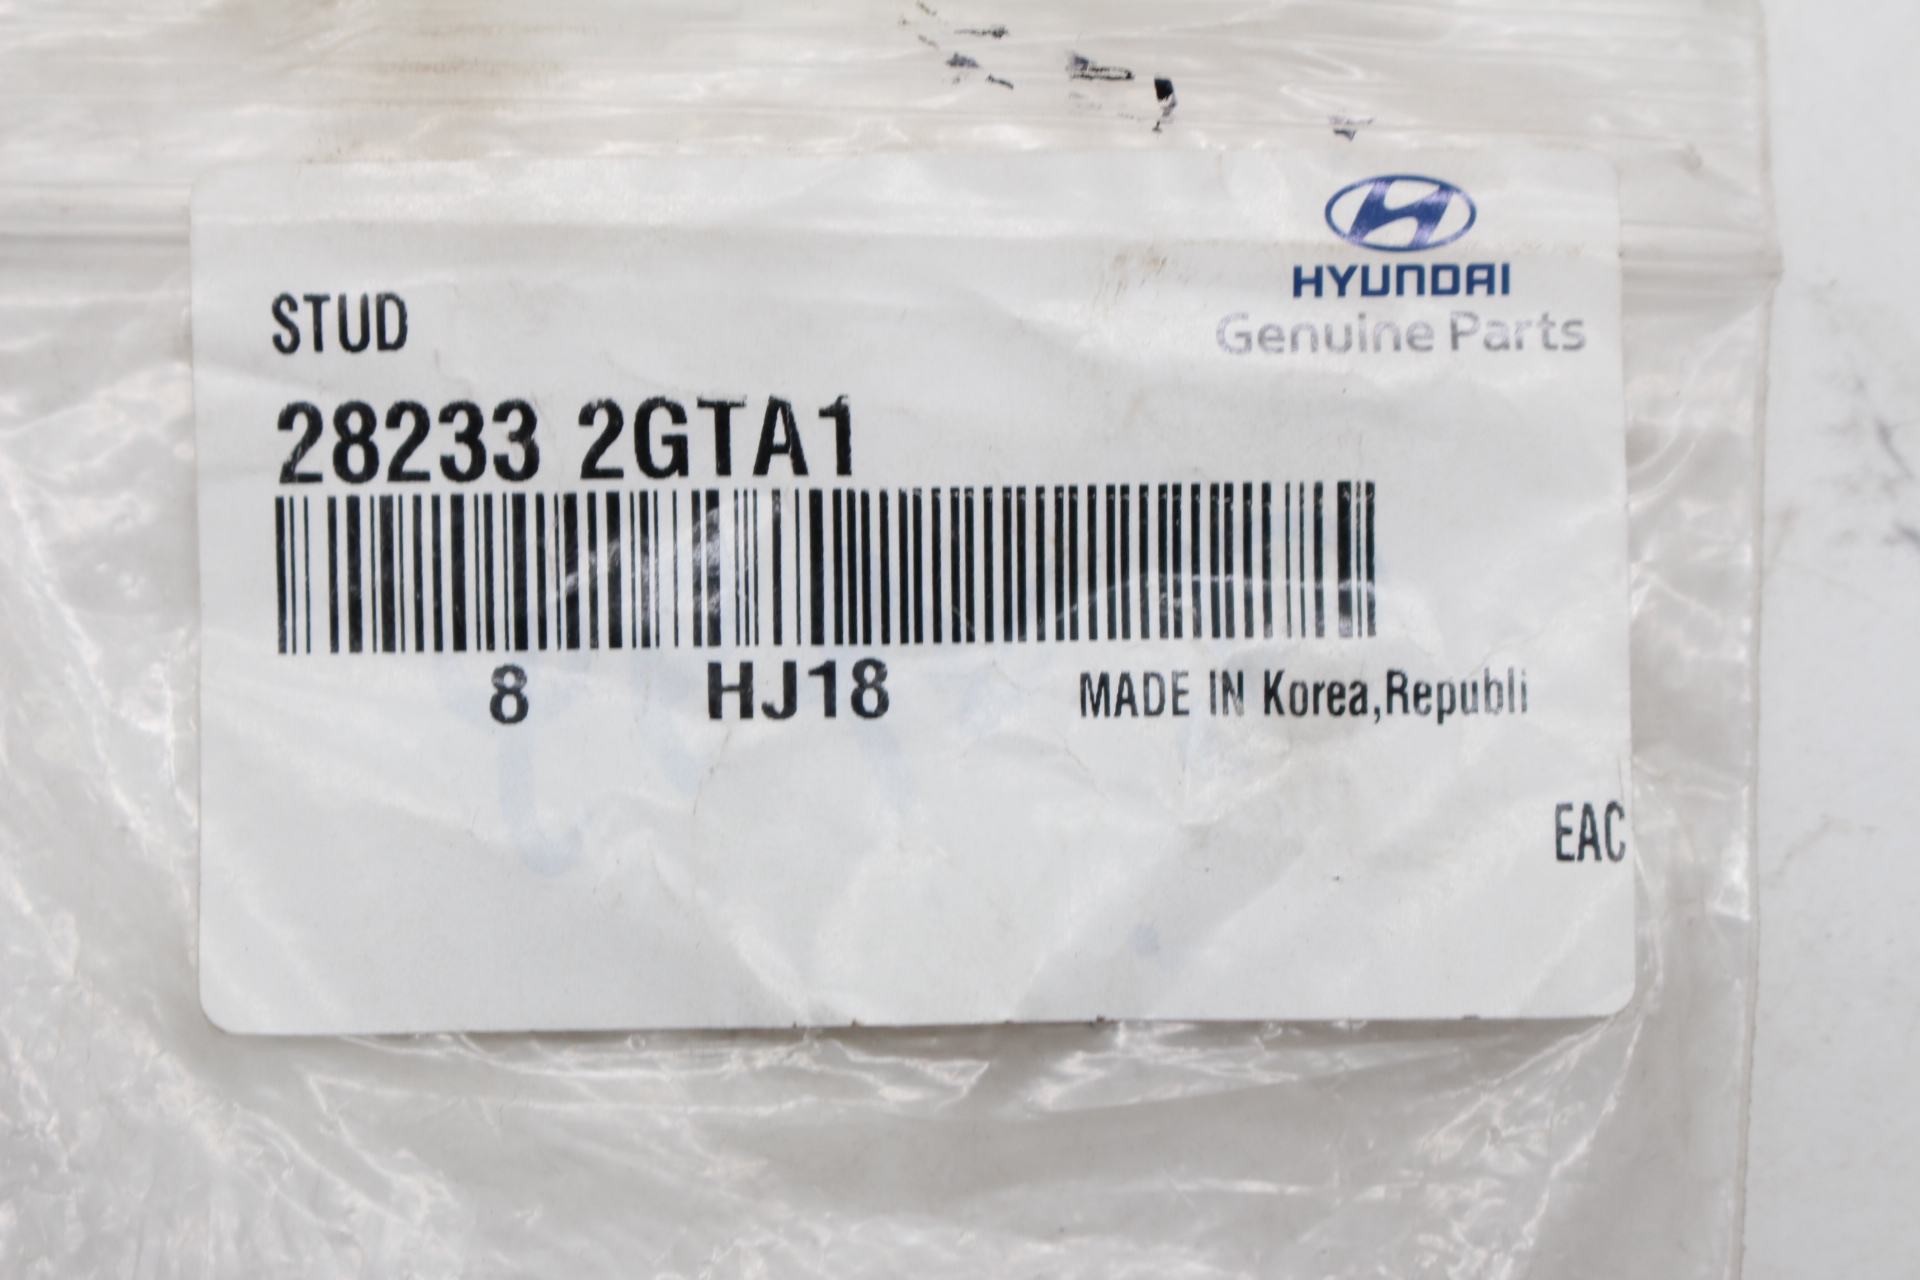 HYUNDAI
Genuine Parts
STUD
28233 2GTA1
8 HJ18 MADE IN Korea,Republi
EAC